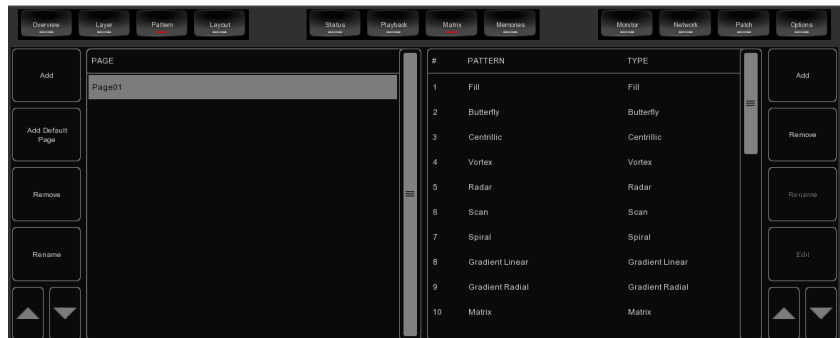 Overview Layer Pattern Layout Status Playback Matrix Memories Monitor Network Patch Options
Add
Add Default
Page
Remove
Rename
PAGE
Page01
# PATTERN TYPE
1 Fill Fill
2 Butterfly Butterfly
3 Centrillic Centrillic
4 Vortex Vortex
5 Radar Radar
6 Scan Scan
7 Spiral Spiral
8 Gradient Linear Gradient Linear
9 Gradient Radial Gradient Radial
10 Matrix Matrix
Add
Remove
Rename
Edit